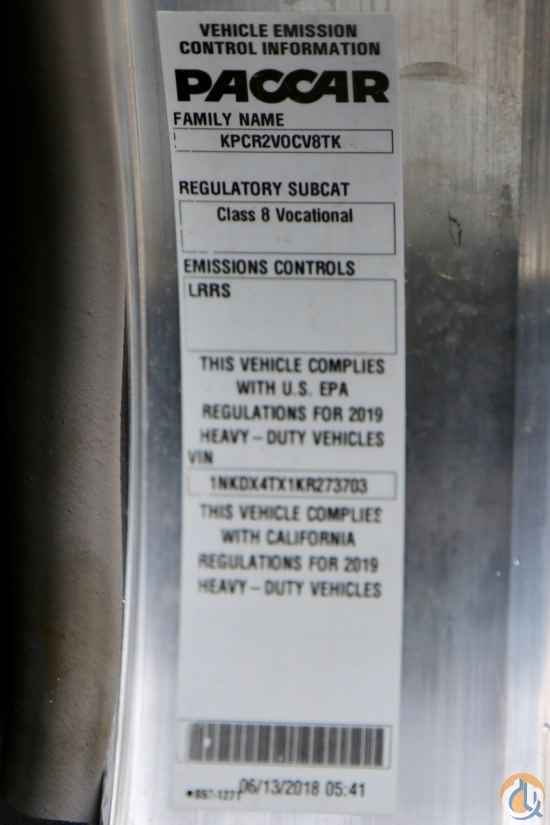 VEHICLE EMISSION
CONTROL INFORMATION
PACCAR
FAMILY NAME
KPCR2VOCV8TK
REGULATORY SUBCAT
Class 8 Vocational
EMISSIONS CONTROLS
LRRS
THIS VEHICLE COMPLIES
WITH U.S. EPA
REGULATIONS FOR 2019
HEAVY-DUTY VEHICLES
VIN
1NKDX4TX1KR273703
THIS VEHICLE COMPLIES
WITH CALIFORNIA
REGULATIONS FOR 2019
HEAVY-DUTY VEHICLES
06/13/2018 05:41